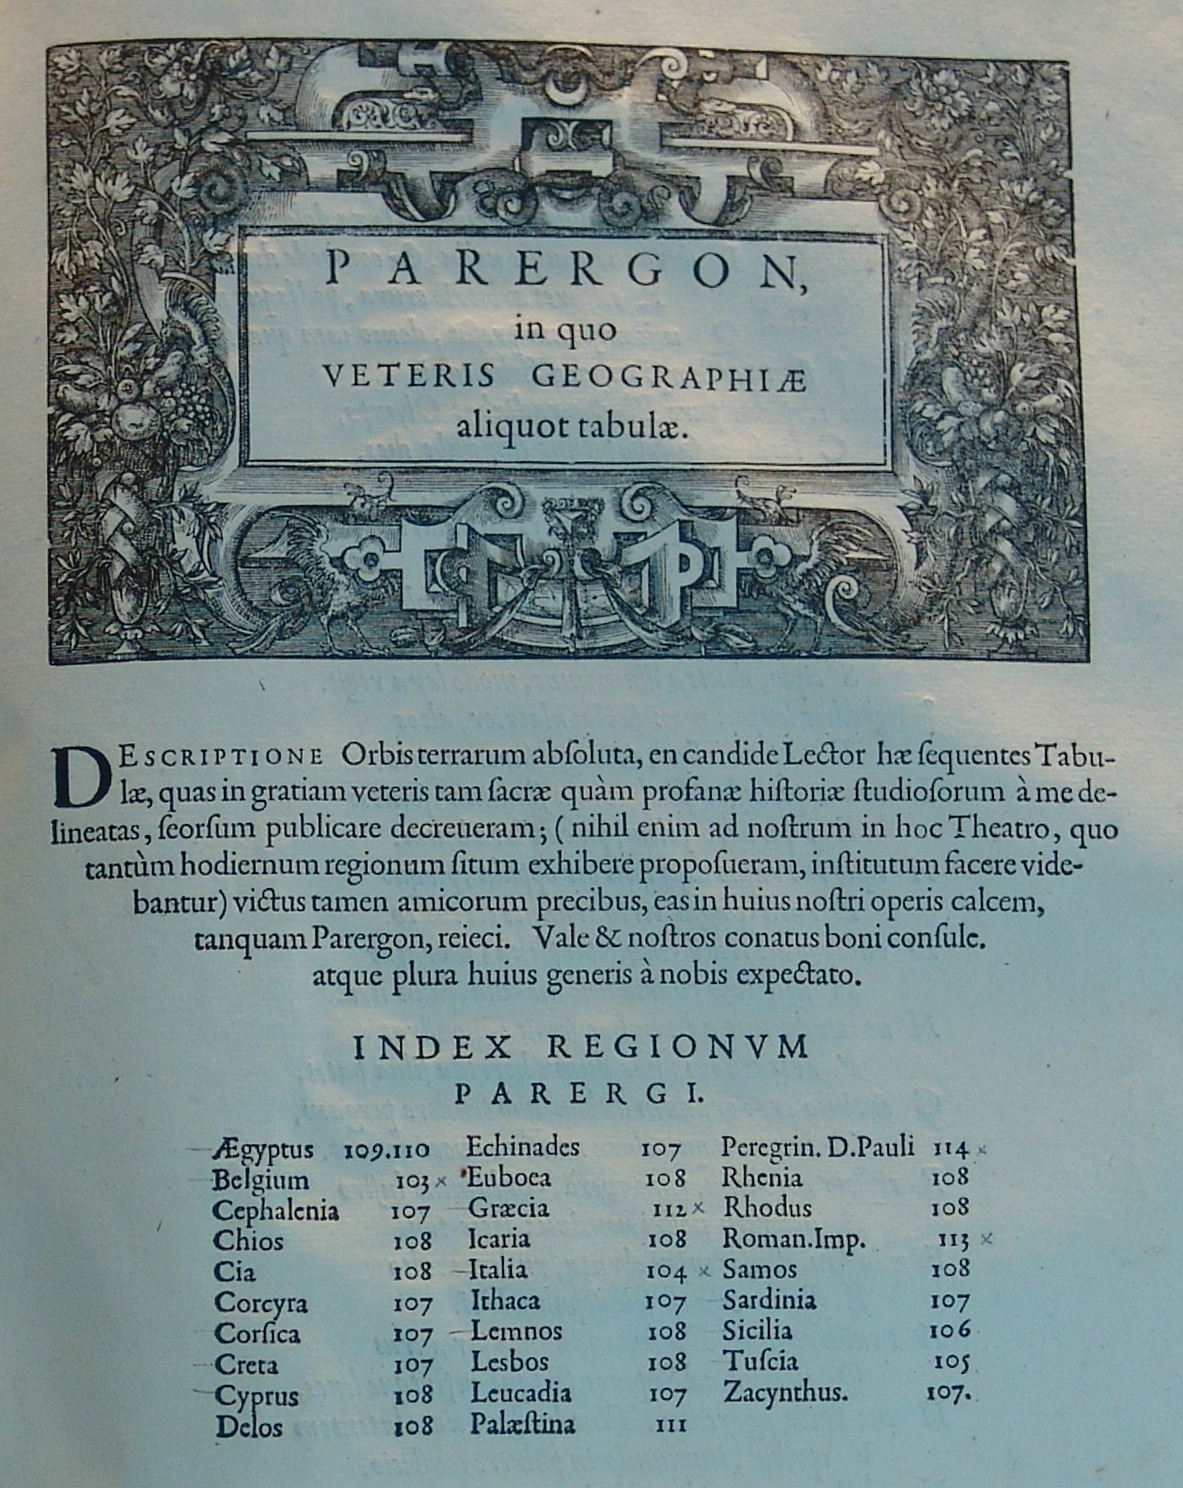 PARERGON,
in quo
VETERIS GEOGRAPHIÆ
aliquot tabulæ.
DEscriptione Orbis terrarum abſoluta, en candide Lector hæ ſequentes Tabu-
læ, quas in gratiam veteris tam ſacræ quàm profanæ hiſtoriæ ſtudioſorum à me de-
lineatas, ſeorſum publicare decreueram; ( nihil enim ad noſtrum in hoc Theatro, quo
tantùm hodiernum regionum ſitum exhibere propoſueram, inſtitutum facere vide-
bantur) victus tamen amicorum precibus, eas in huius noſtri operis calcem,
tanquam Parergon, reieci. Vale & noſtros conatus boni conſule.
atque plura huius generis à nobis expectato.
INDEX REGIONVM
PARERGI.
Ægyptus 109.110
Belgium 103 ×
Cephalenia 107
Chios 108
Cia 108
Corcyra 107
Corſica 107
Creta 107
Cyprus 108
Delos 108
Echinades 107
Euboea 108
Græcia 112 ×
Icaria 108
Italia 104 ×
Ithaca 107
Lemnos 108
Lesbos 108
Leucadia 107
Palæſtina 111
Peregrin. D.Pauli 114 ×
Rhenia 108
Rhodus 108
Roman.Imp. 113 ×
Samos 108
Sardinia 107
Sicilia 106
Tuſcia 105
Zacynthus. 107.